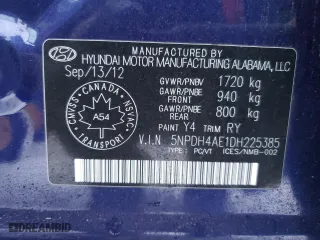 MANUFACTURED BY
HYUNDAI MOTOR MANUFACTURING ALABAMA, LLC
Sep/13/12
GVWR/PNBV 1720 kg
GAWR/PNBE FRONT 940 kg
GAWR/PNBE REAR 800 kg
PAINT Y4 TRIM RY
CMVSS NSVAC
CANADA
A54
TRANSPORT
V.I.N 5NPDH4AE1DH225385
TYPE : PC/VT ICES/NMB-002
DREAMBID